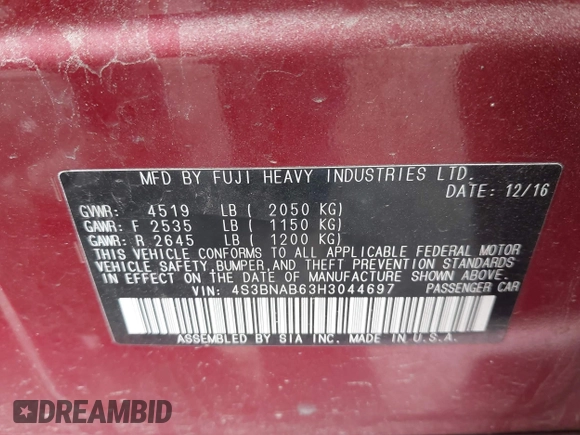 MFD BY FUJI HEAVY INDUSTRIES LTD.
DATE: 12/16
GVWR: 4519 LB ( 2050 KG)
GAWR: F 2535 LB ( 1150 KG)
GAWR: R 2645 LB ( 1200 KG)
THIS VEHICLE CONFORMS TO ALL APPLICABLE FEDERAL MOTOR
VEHICLE SAFETY, BUMPER, AND THEFT PREVENTION STANDARDS
IN EFFECT ON THE DATE OF MANUFACTURE SHOWN ABOVE.
VIN: 4S3BNAB63H3044697 PASSENGER CAR
ASSEMBLED BY SIA INC. MADE IN U.S.A.
DREAMBID